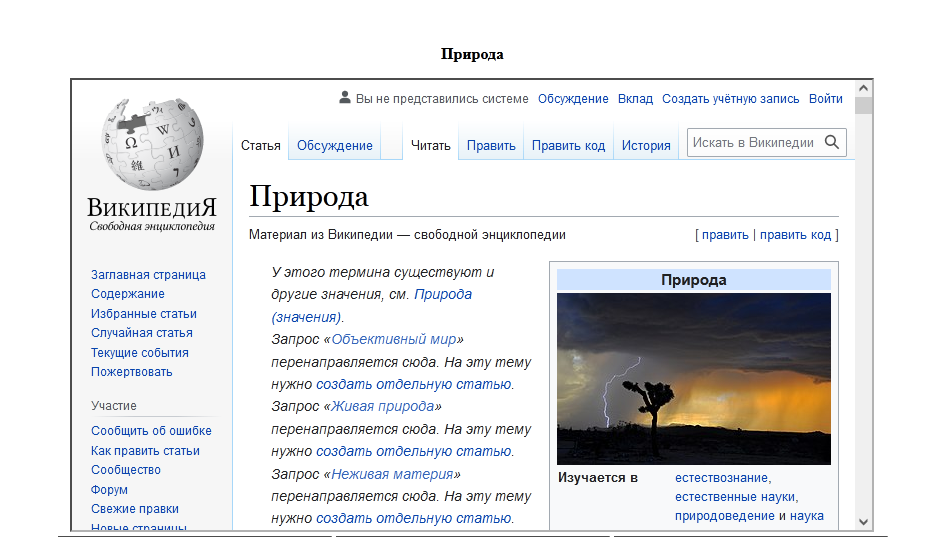 Природа
Вы не представились системе Обсуждение Вклад Создать учётную запись Войти
Статья Обсуждение Читать Править Править код История Искать в Википедии
Ω W И 維
ВикипедиЯ
Свободная энциклопедия
Природа
Материал из Википедии — свободной энциклопедии [ править | править код ]
Заглавная страница
Содержание
Избранные статьи
Случайная статья
Текущие события
Пожертвовать
Участие
Сообщить об ошибке
Как править статьи
Сообщество
Форум
Свежие правки
Новые страницы
У этого термина существуют и
другие значения, см. Природа
(значения).
Запрос «Объективный мир»
перенаправляется сюда. На эту тему
нужно создать отдельную статью.
Запрос «Живая природа»
перенаправляется сюда. На эту тему
нужно создать отдельную статью.
Запрос «Неживая материя»
перенаправляется сюда. На эту тему
нужно создать отдельную статью.
Природа
Изучается в естествознание,
естественные науки,
природоведение и наука